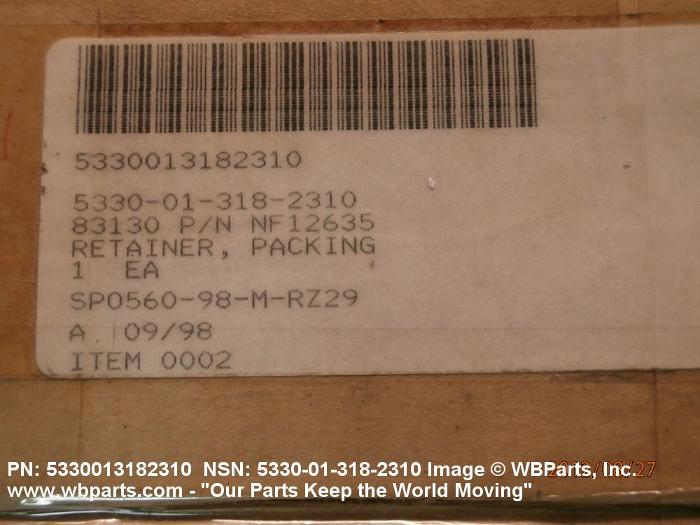 5330013182310
5330-01-318-2310
83130 P/N NF12635
RETAINER, PACKING
1 EA
SPO560-98-M-RZ29
A. 09/98
ITEM 0002
PN: 5330013182310 NSN: 5330-01-318-2310 Image © WBParts, Inc.
www.wbparts.com - "Our Parts Keep the World Moving"